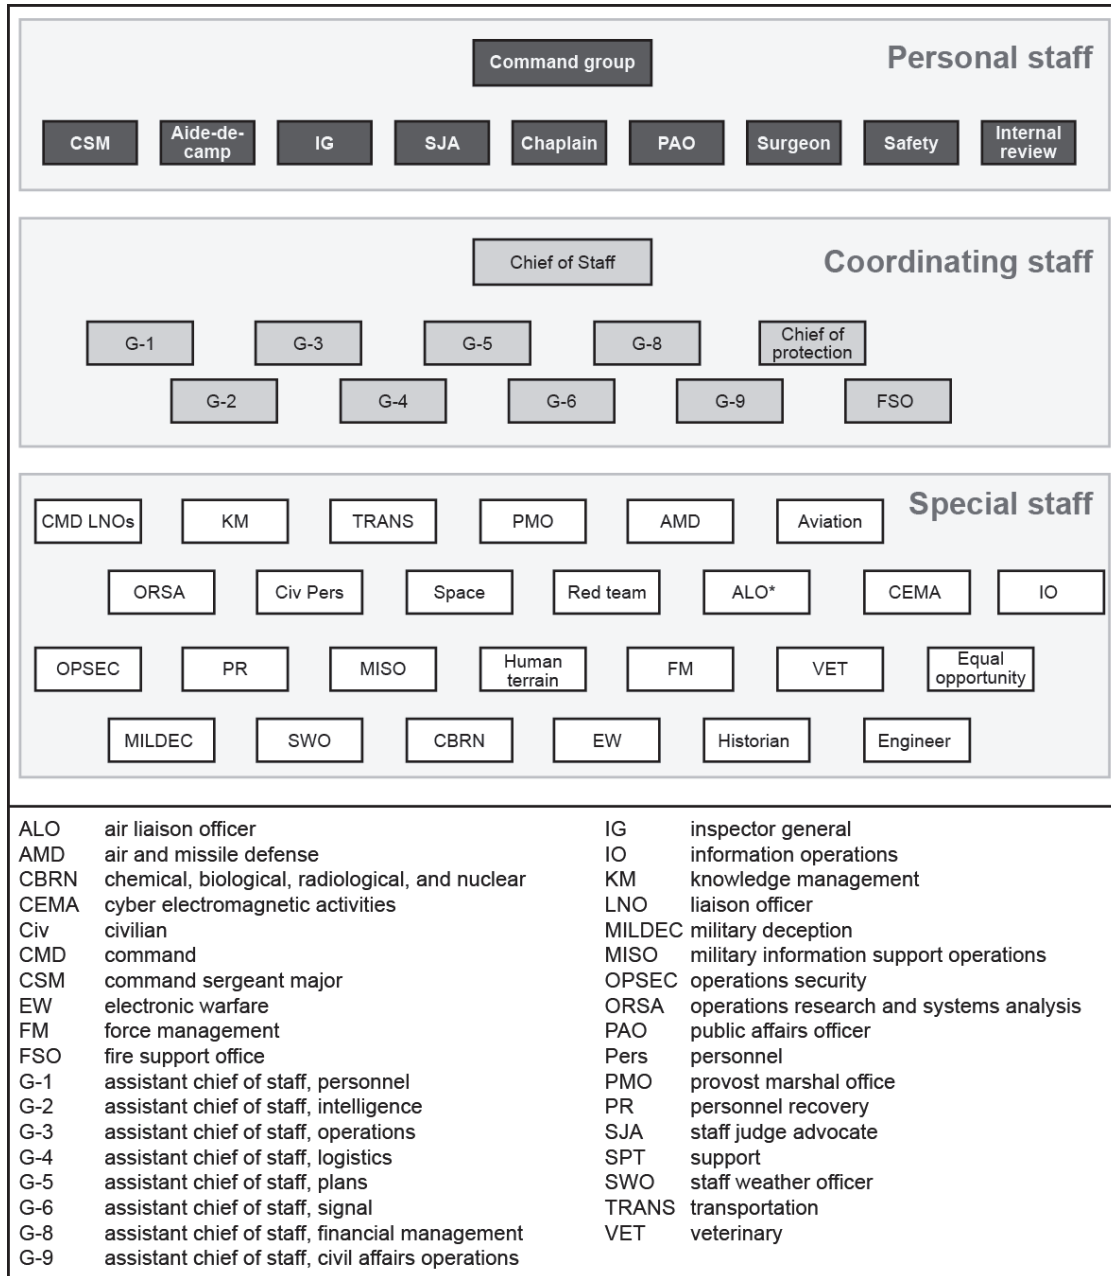 Personal staff
Command group
CSM
Aide-de-
camp
IG
SJA
Chaplain
PAO
Surgeon
Safety
Internal
review
Coordinating staff
Chief of Staff
G-1
G-3
G-5
G-8
Chief of
protection
G-2
G-4
G-6
G-9
FSO
Special staff
CMD LNOs
KM
TRANS
PMO
AMD
Aviation
ORSA
Civ Pers
Space
Red team
ALO*
CEMA
IO
OPSEC
PR
MISO
Human
terrain
FM
VET
Equal
opportunity
MILDEC
SWO
CBRN
EW
Historian
Engineer
ALO air liaison officer
AMD air and missile defense
CBRN chemical, biological, radiological, and nuclear
CEMA cyber electromagnetic activities
Civ civilian
CMD command
CSM command sergeant major
EW electronic warfare
FM force management
FSO fire support office
G-1 assistant chief of staff, personnel
G-2 assistant chief of staff, intelligence
G-3 assistant chief of staff, operations
G-4 assistant chief of staff, logistics
G-5 assistant chief of staff, plans
G-6 assistant chief of staff, signal
G-8 assistant chief of staff, financial management
G-9 assistant chief of staff, civil affairs operations
IG inspector general
IO information operations
KM knowledge management
LNO liaison officer
MILDEC military deception
MISO military information support operations
OPSEC operations security
ORSA operations research and systems analysis
PAO public affairs officer
Pers personnel
PMO provost marshal office
PR personnel recovery
SJA staff judge advocate
SPT support
SWO staff weather officer
TRANS transportation
VET veterinary